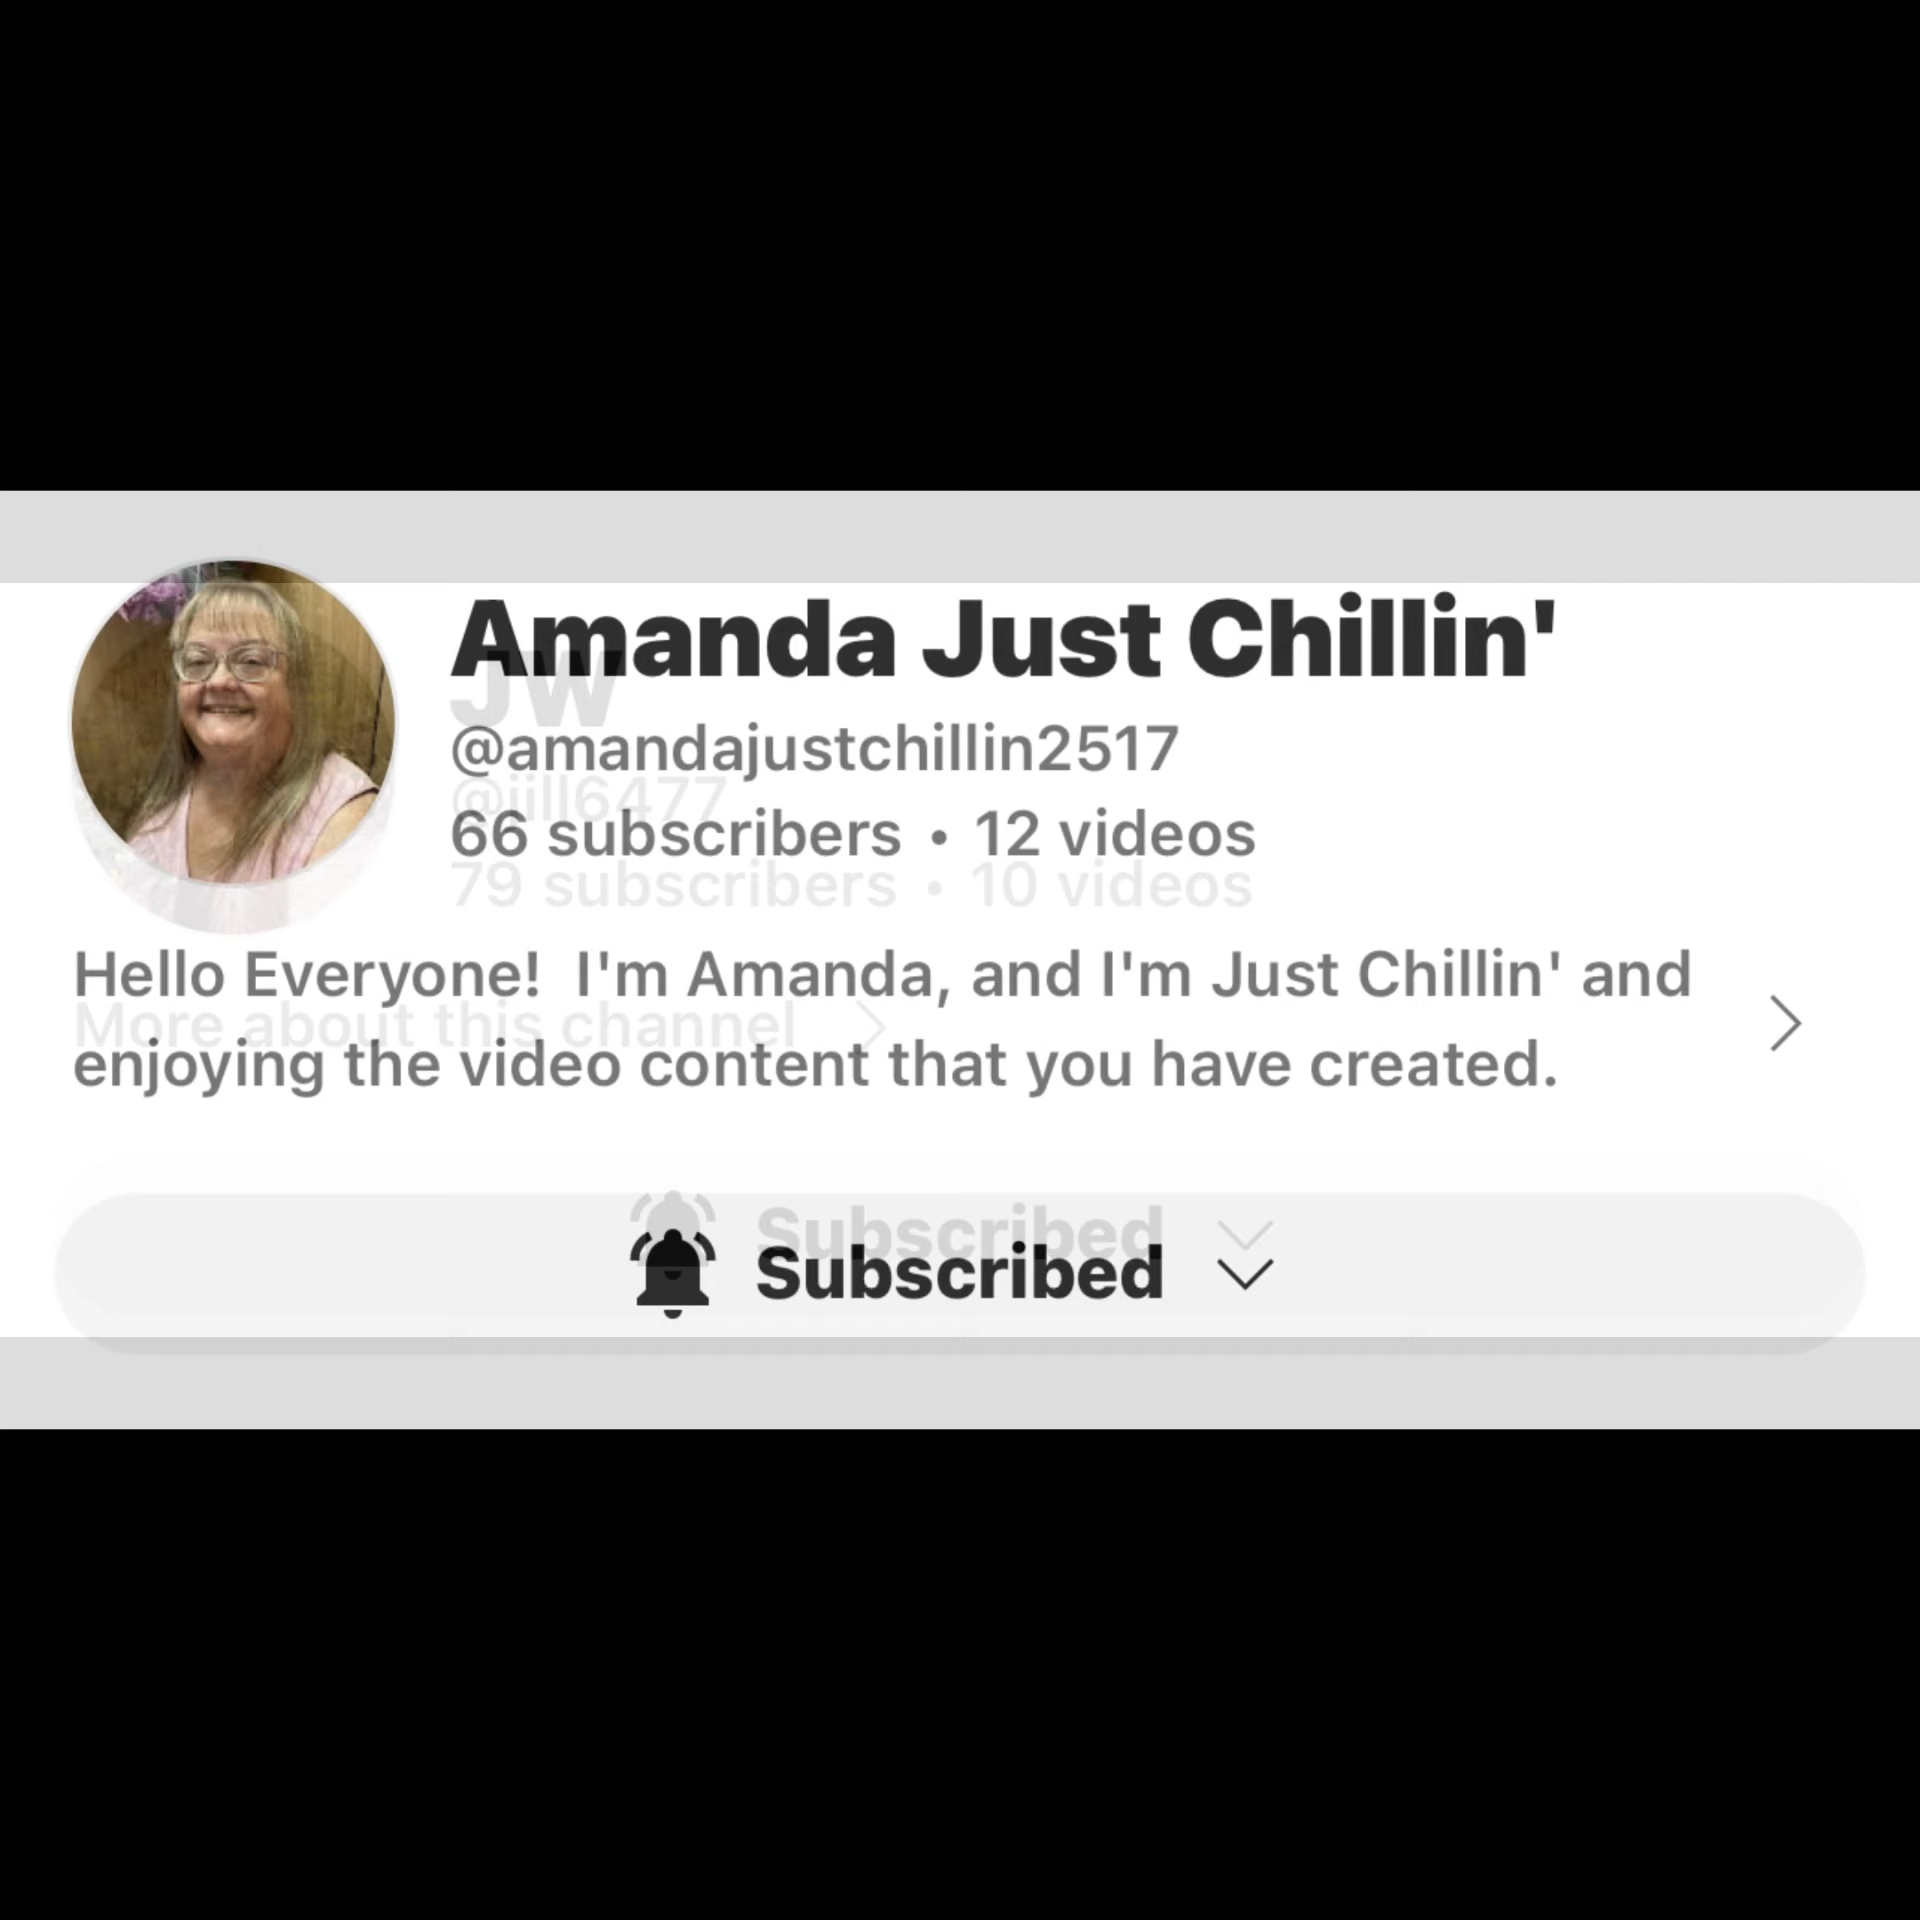 Amanda Just Chillin'
JW
@amandajustchillin2517
@jill6477
66 subscribers • 12 videos
79 subscribers • 10 videos
Hello Everyone!  I'm Amanda, and I'm Just Chillin' and
More about this channel
enjoying the video content that you have created.
Subscribed
Subscribed